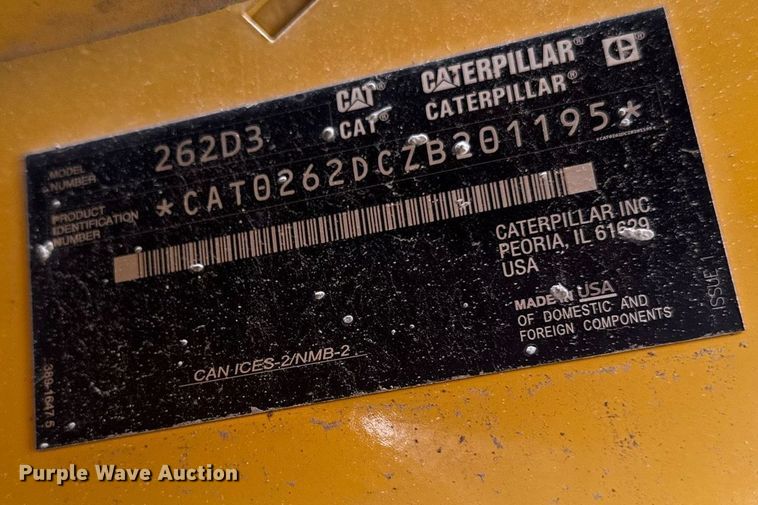 CAT® CATERPILLAR®
CAT® CATERPILLAR®
MODEL NUMBER 262D3
PRODUCT IDENTIFICATION NUMBER *CAT0262DCZB201195*
CATERPILLAR INC
PEORIA, IL 61629
USA
MADE IN USA
OF DOMESTIC AND
FOREIGN COMPONENTS
ISSUE 1
CAN ICES-2/NMB-2
Purple Wave Auction